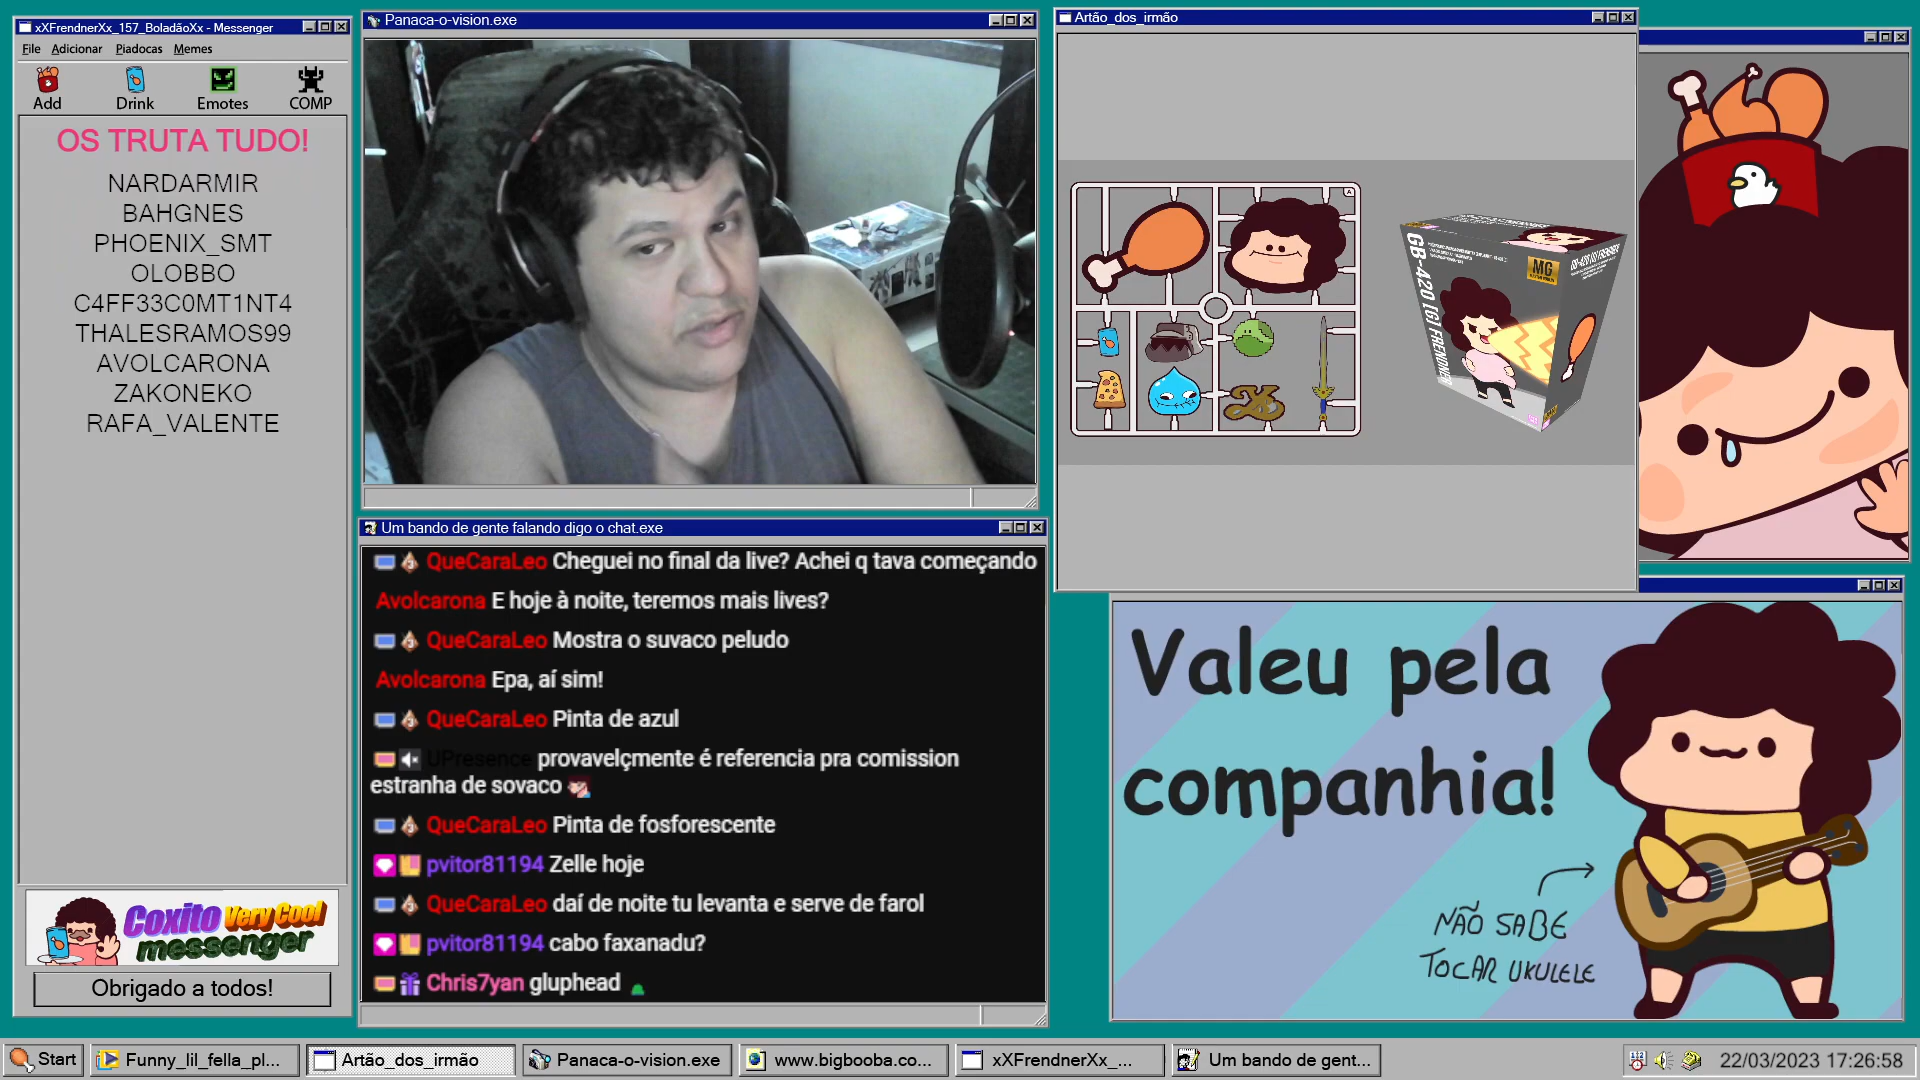 xXFrendnerXx_157_BoladãoXx - Messenger
File Adicionar Piadocas Memes
Add Drink Emotes COMP
OS TRUTA TUDO!
NARDARMIR
BAHGNES
PHOENIX_SMT
OLOBBO
C4FF33C0MT1NT4
THALESRAMOS99
AVOLCARONA
ZAKONEKO
RAFA_VALENTE
Coxito Very Cool
messenger
Obrigado a todos!
Panaca-o-vision.exe
Um bando de gente falando digo o chat.exe
QueCaraLeo Cheguei no final da live? Achei q tava começando
Avolcarona E hoje à noite, teremos mais lives?
QueCaraLeo Mostra o suvaco peludo
Avolcarona Epa, aí sim!
QueCaraLeo Pinta de azul
UPresence provavelçmente é referencia pra comission
estranha de sovaco
QueCaraLeo Pinta de fosforescente
pvitor81194 Zelle hoje
QueCaraLeo daí de noite tu levanta e serve de farol
pvitor81194 cabo faxanadu?
Chris7yan gluphead
Artão_dos_irmão
A
GB-420 [G] FRENDNER
MG
Valeu pela
companhia!
NÃO SABE
TOCAR UKULELE
Start
Funny_lil_fella_pl...
Artão_dos_irmão
Panaca-o-vision.exe
www.bigbooba.co...
xXFrendnerXx_...
Um bando de gent...
22/03/2023 17:26:58